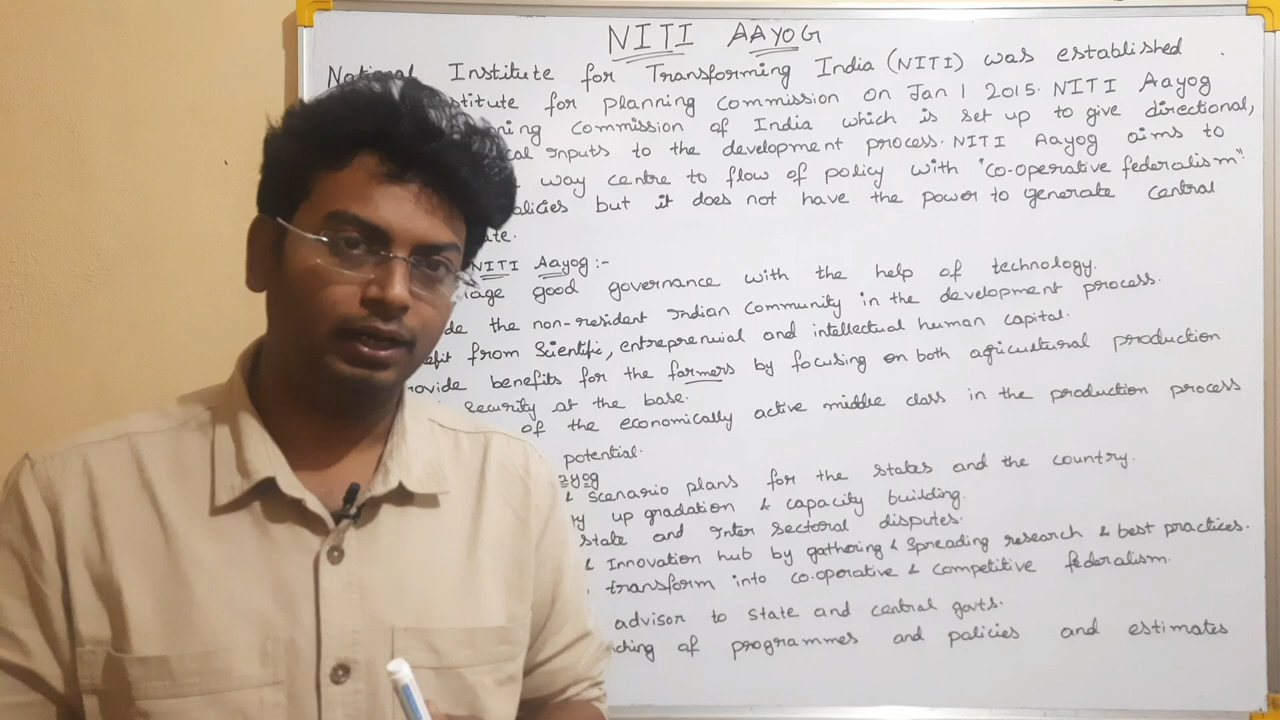 NITI AAYOG
National Institute for Transforming India (NITI) was established
for planning Commission on Jan 1 2015. NITI Aayog
Commission of India which is set up to give directional,
inputs to the development process. NITI Aayog aims to
way centre to flow of policy with "co-operative federalism".
but it does not have the power to generate central
NITI Aayog :-
good governance with the help of technology.
the non-resident Indian Community in the development process.
from Scientific, entreprenuial and intellectual human capital.
benefits for the farmers by focusing on both agricultural production
Security at the base.
of the economically active middle class in the production process
potential.
& scenario plans for the states and the country.
up gradation & capacity building.
state and Inter Sectoral disputes.
& Innovation hub by gathering & Spreading research & best practices.
transform into co.operative & competitive federalism.
advisor to state and central govts.
of programmes and policies and estimates